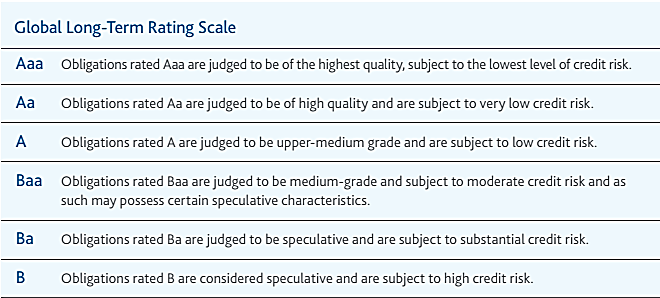 Global Long-Term Rating Scale
Aaa Obligations rated Aaa are judged to be of the highest quality, subject to the lowest level of credit risk.
Aa Obligations rated Aa are judged to be of high quality and are subject to very low credit risk.
A Obligations rated A are judged to be upper-medium grade and are subject to low credit risk.
Baa Obligations rated Baa are judged to be medium-grade and subject to moderate credit risk and as
such may possess certain speculative characteristics.
Ba Obligations rated Ba are judged to be speculative and are subject to substantial credit risk.
B Obligations rated B are considered speculative and are subject to high credit risk.